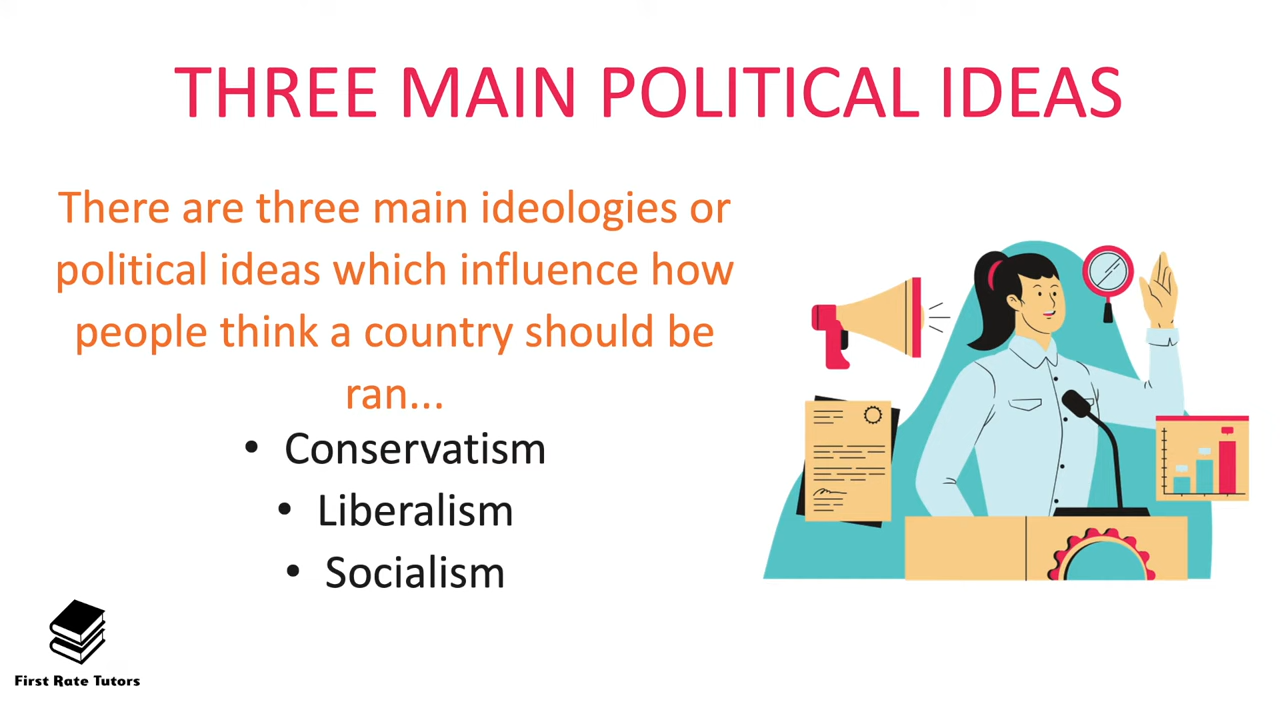 THREE MAIN POLITICAL IDEAS
There are three main ideologies or
political ideas which influence how
people think a country should be
ran...
• Conservatism
• Liberalism
• Socialism
First Rate Tutors